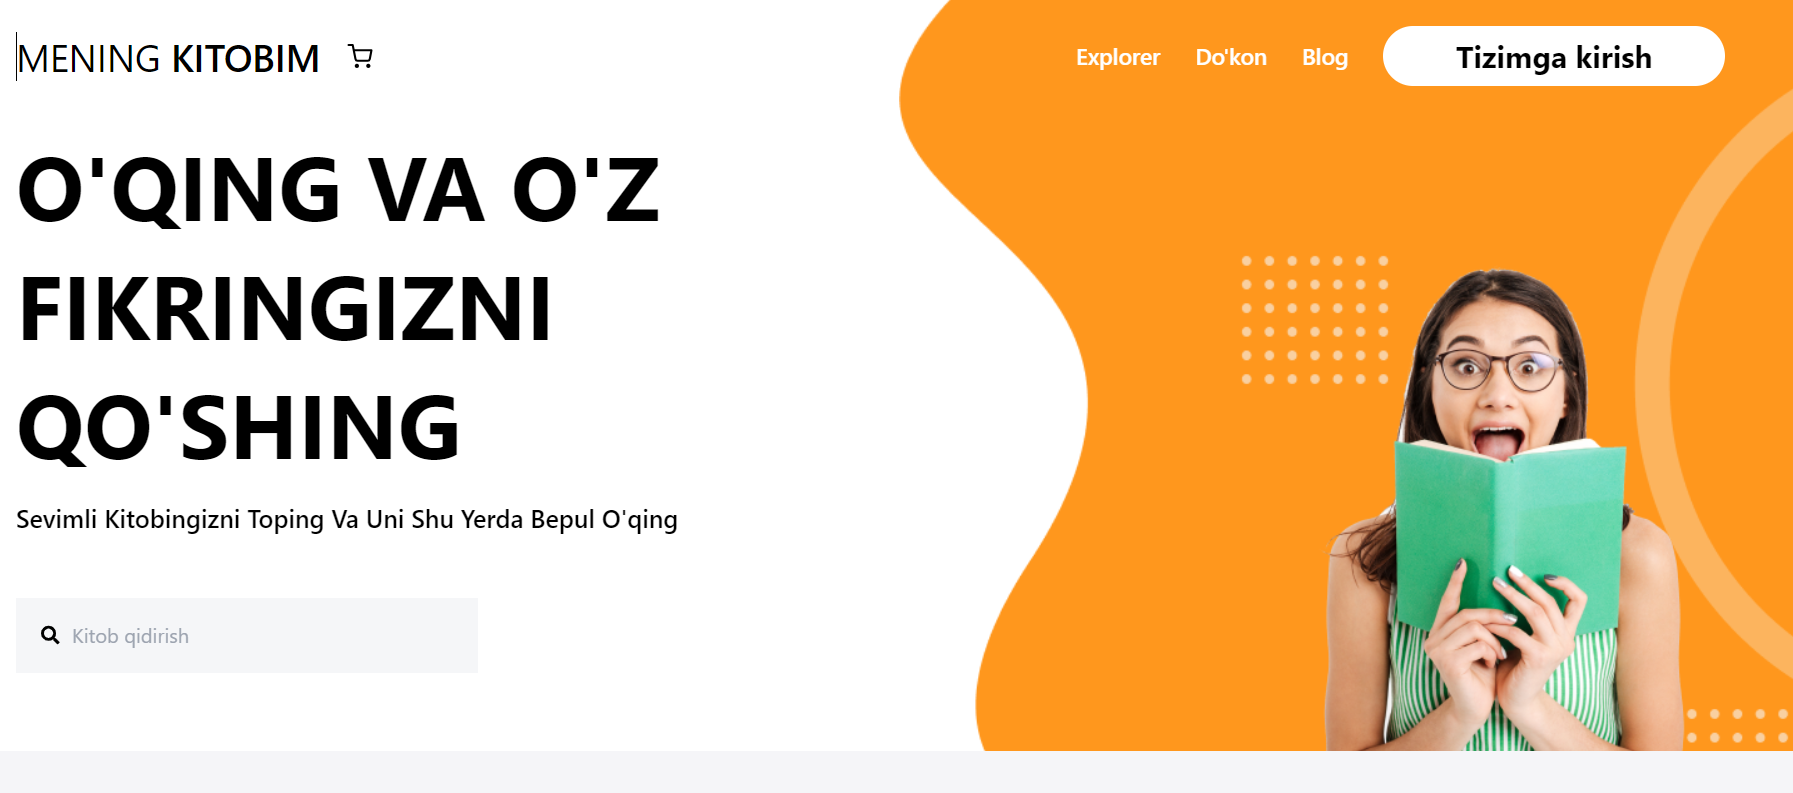 MENING KITOBIM
Explorer
Do'kon
Blog
Tizimga kirish
O'QING VA O'Z
FIKRINGIZNI
QO'SHING
Sevimli Kitobingizni Toping Va Uni Shu Yerda Bepul O'qing
Kitob qidirish